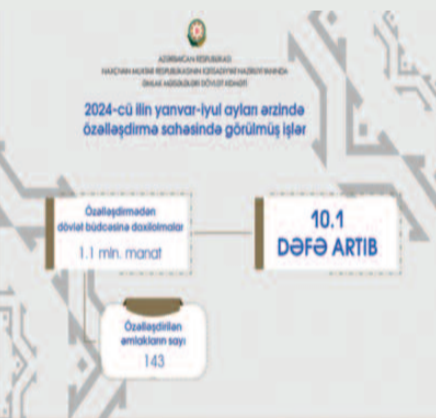 AZƏRBAYCAN RESPUBLİKASI
NAXÇIVAN MUXTAR RESPUBLİKASININ İQTİSADİYYAT NAZİRLİYİ YANINDA
ƏMLAK MƏSƏLƏLƏRİ DÖVLƏT XİDMƏTİ
2024-cü ilin yanvar-iyul ayları ərzində
özəlləşdirmə sahəsində görülmüş işlər
Özəlləşdirmədən
dövlət büdcəsinə daxilolmalar
1.1 mln. manat
10.1
DƏFƏ ARTIB
Özəlləşdirilən
əmlakların sayı
143